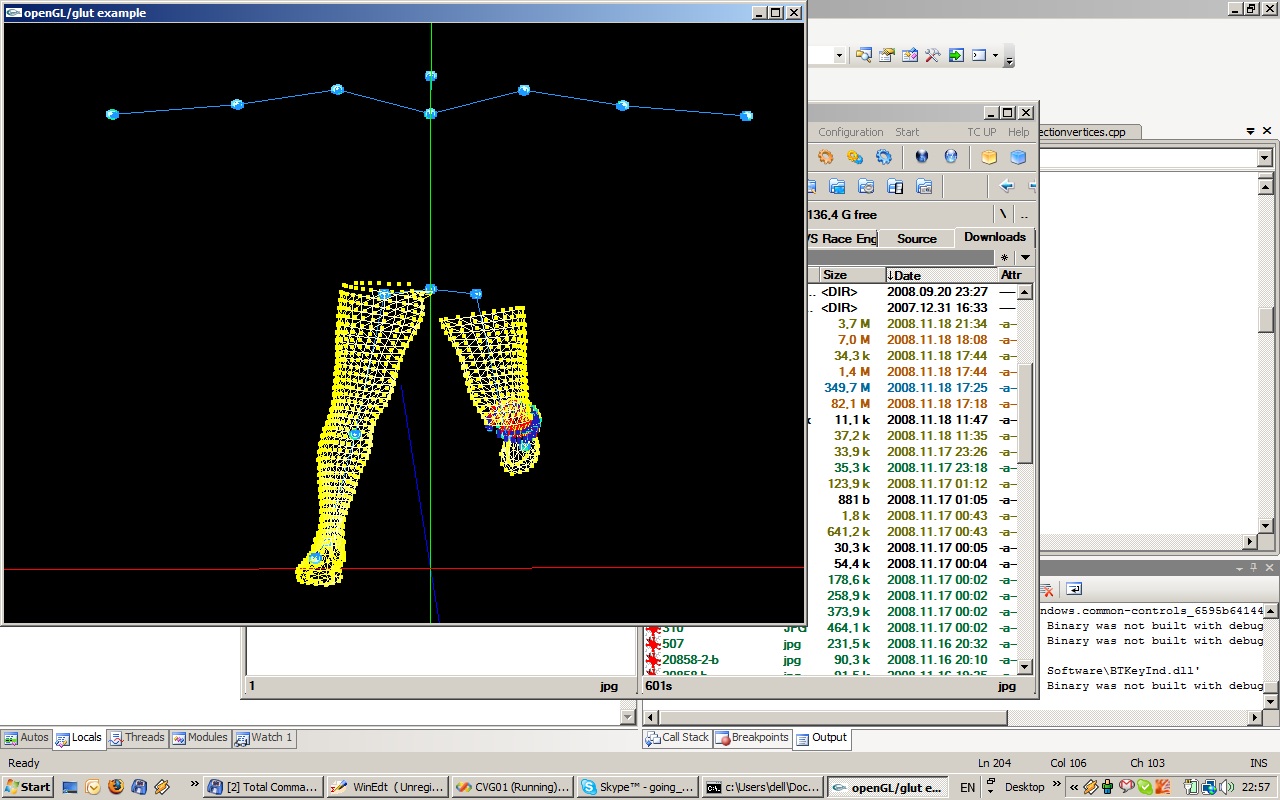 openGL/glut example
Configuration Start TC UP Help
ectionvertices.cpp
136,4 G free \ ..
VS Race Eng Source Downloads
*
Size ↓Date Attr
<DIR> 2008.09.20 23:27 —
<DIR> 2007.12.31 16:33 —
3,7 M 2008.11.18 21:34 -a-
7,0 M 2008.11.18 18:08 -a-
34,3 k 2008.11.18 17:44 -a-
1,4 M 2008.11.18 17:44 -a-
349,7 M 2008.11.18 17:25 -a-
82,1 M 2008.11.18 17:18 -a-
11,1 k 2008.11.18 11:47 -a-
37,2 k 2008.11.18 11:35 -a-
33,9 k 2008.11.17 23:26 -a-
35,3 k 2008.11.17 23:18 -a-
123,9 k 2008.11.17 01:12 -a-
881 b 2008.11.17 01:05 -a-
1,8 k 2008.11.17 00:43 -a-
641,2 k 2008.11.17 00:43 -a-
30,3 k 2008.11.17 00:05 -a-
54,4 k 2008.11.17 00:04 -a-
178,6 k 2008.11.17 00:02 -a-
258,9 k 2008.11.17 00:02 -a-
373,9 k 2008.11.17 00:02 -a-
310 JPG 464,1 k 2008.11.17 00:02 -a-
507 jpg 231,5 k 2008.11.16 20:32 -a-
20858-2-b jpg 90,3 k 2008.11.16 20:10 -a-
1 jpg 601s jpg
ndows.common-controls_6595b64144
Binary was not built with debug
Binary was not built with debug
Software\BTKeyInd.dll'
Binary was not built with debug
Autos Locals Threads Modules Watch 1 Call Stack Breakpoints Output
Ready Ln 204 Col 106 Ch 103 INS
Start » [2] Total Comma... WinEdt (Unregi... CVG01 (Running)... Skype™ - going_... c:\Users\dell\Doc... openGL/glut e... EN Desktop » « 22:57